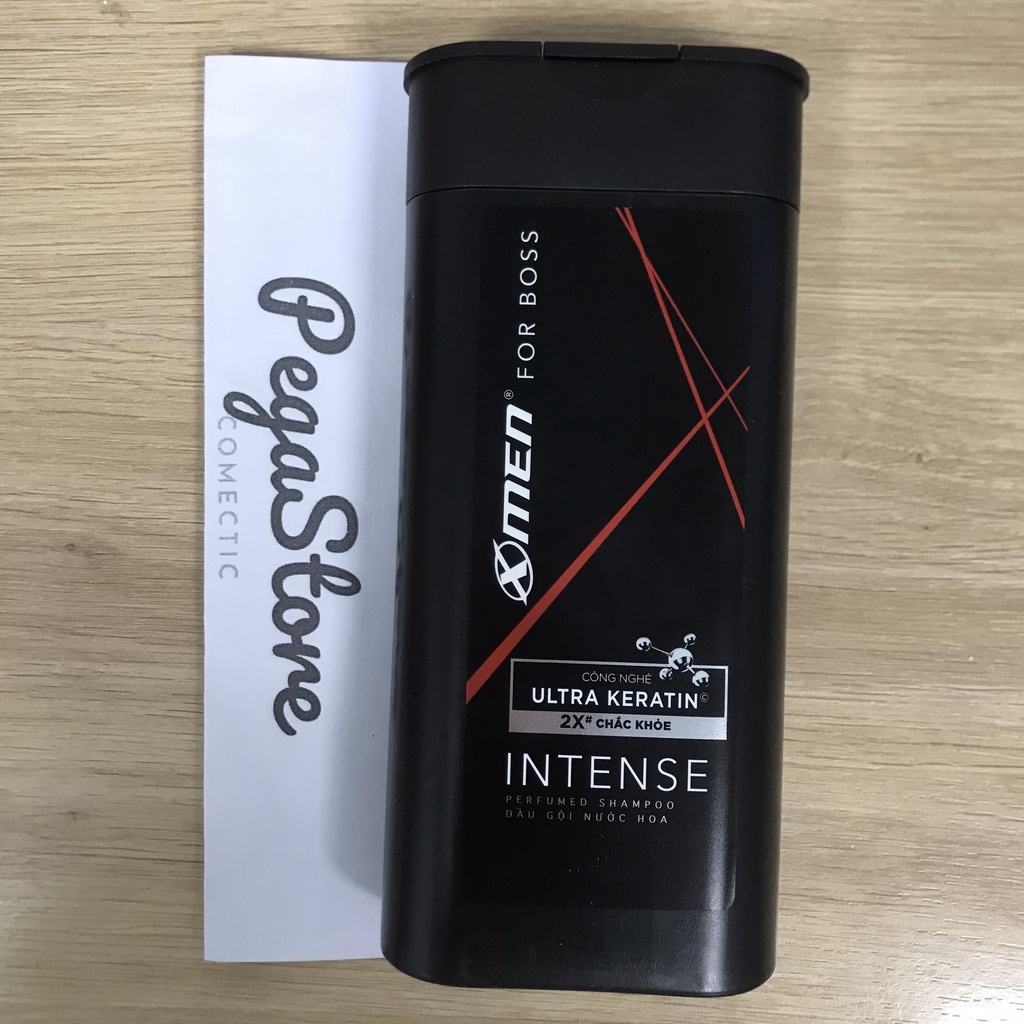 PegaStore
COMECTIC
XMEN® FOR BOSS
CÔNG NGHỆ
ULTRA KERATIN©
2X# CHẮC KHỎE
INTENSE
PERFUMED SHAMPOO
DẦU GỘI NƯỚC HOA